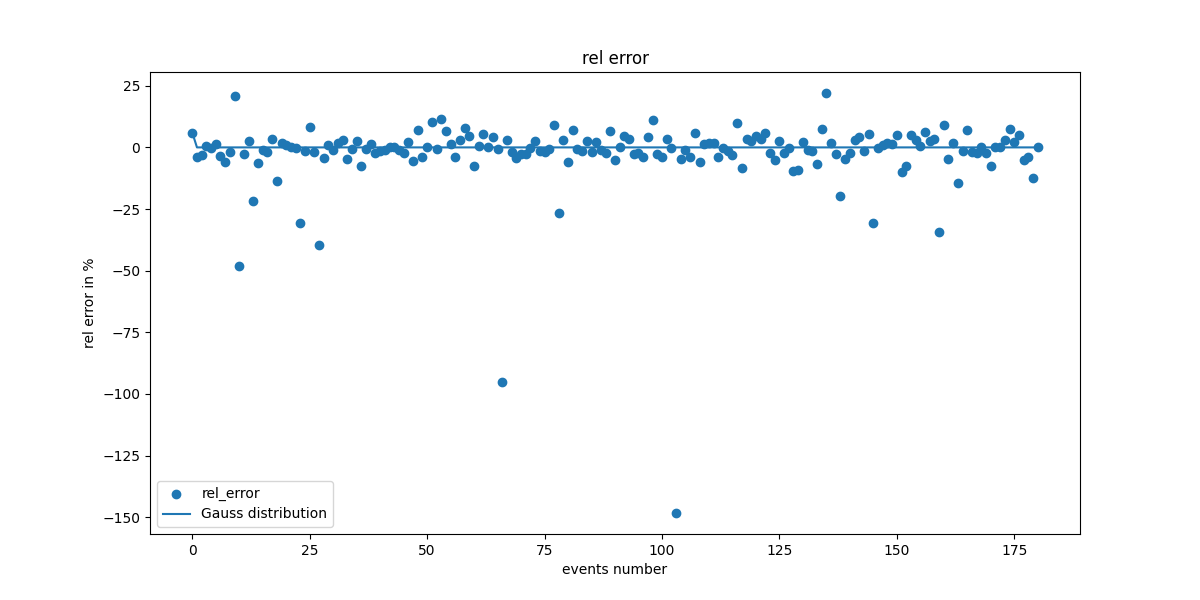 rel error
25
0
−25
−50
−75
−100
−125
−150
rel error in %
rel_error
Gauss distribution
0 25 50 75 100 125 150 175
events number